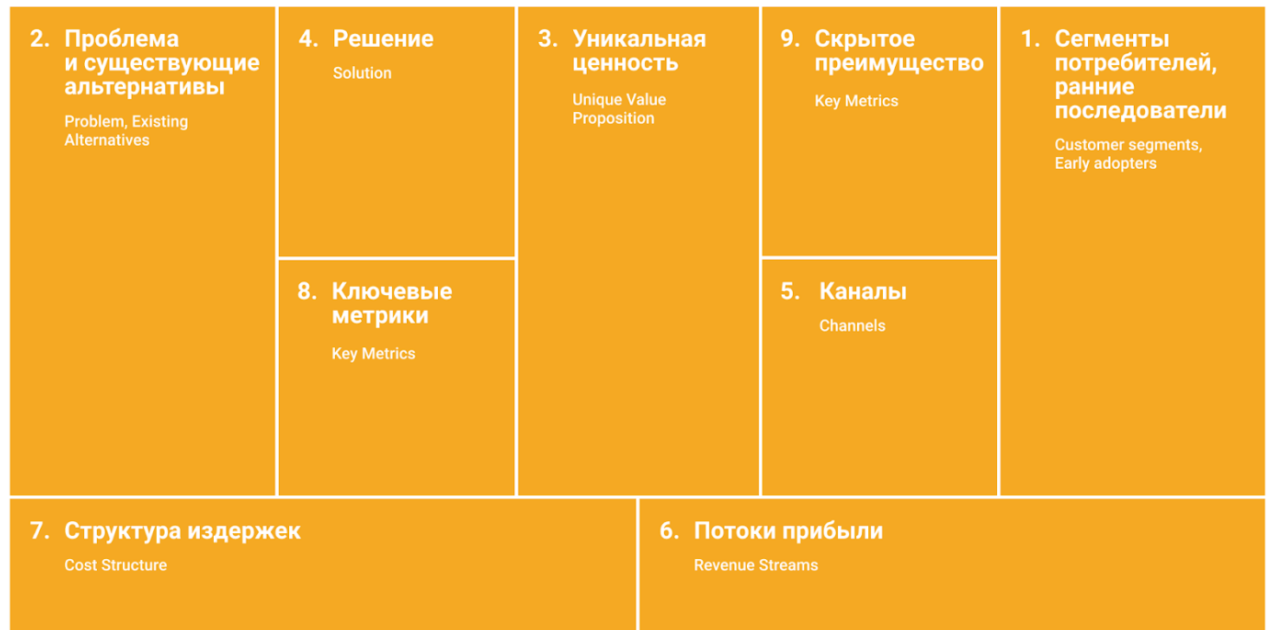 2. Проблема
и существующие
альтернативы
Problem, Existing
Alternatives
4. Решение
Solution
8. Ключевые
метрики
Key Metrics
3. Уникальная
ценность
Unique Value
Proposition
9. Скрытое
преимущество
Key Metrics
5. Каналы
Channels
1. Сегменты
потребителей,
ранние
последователи
Customer segments,
Early adopters
7. Структура издержек
Cost Structure
6. Потоки прибыли
Revenue Streams